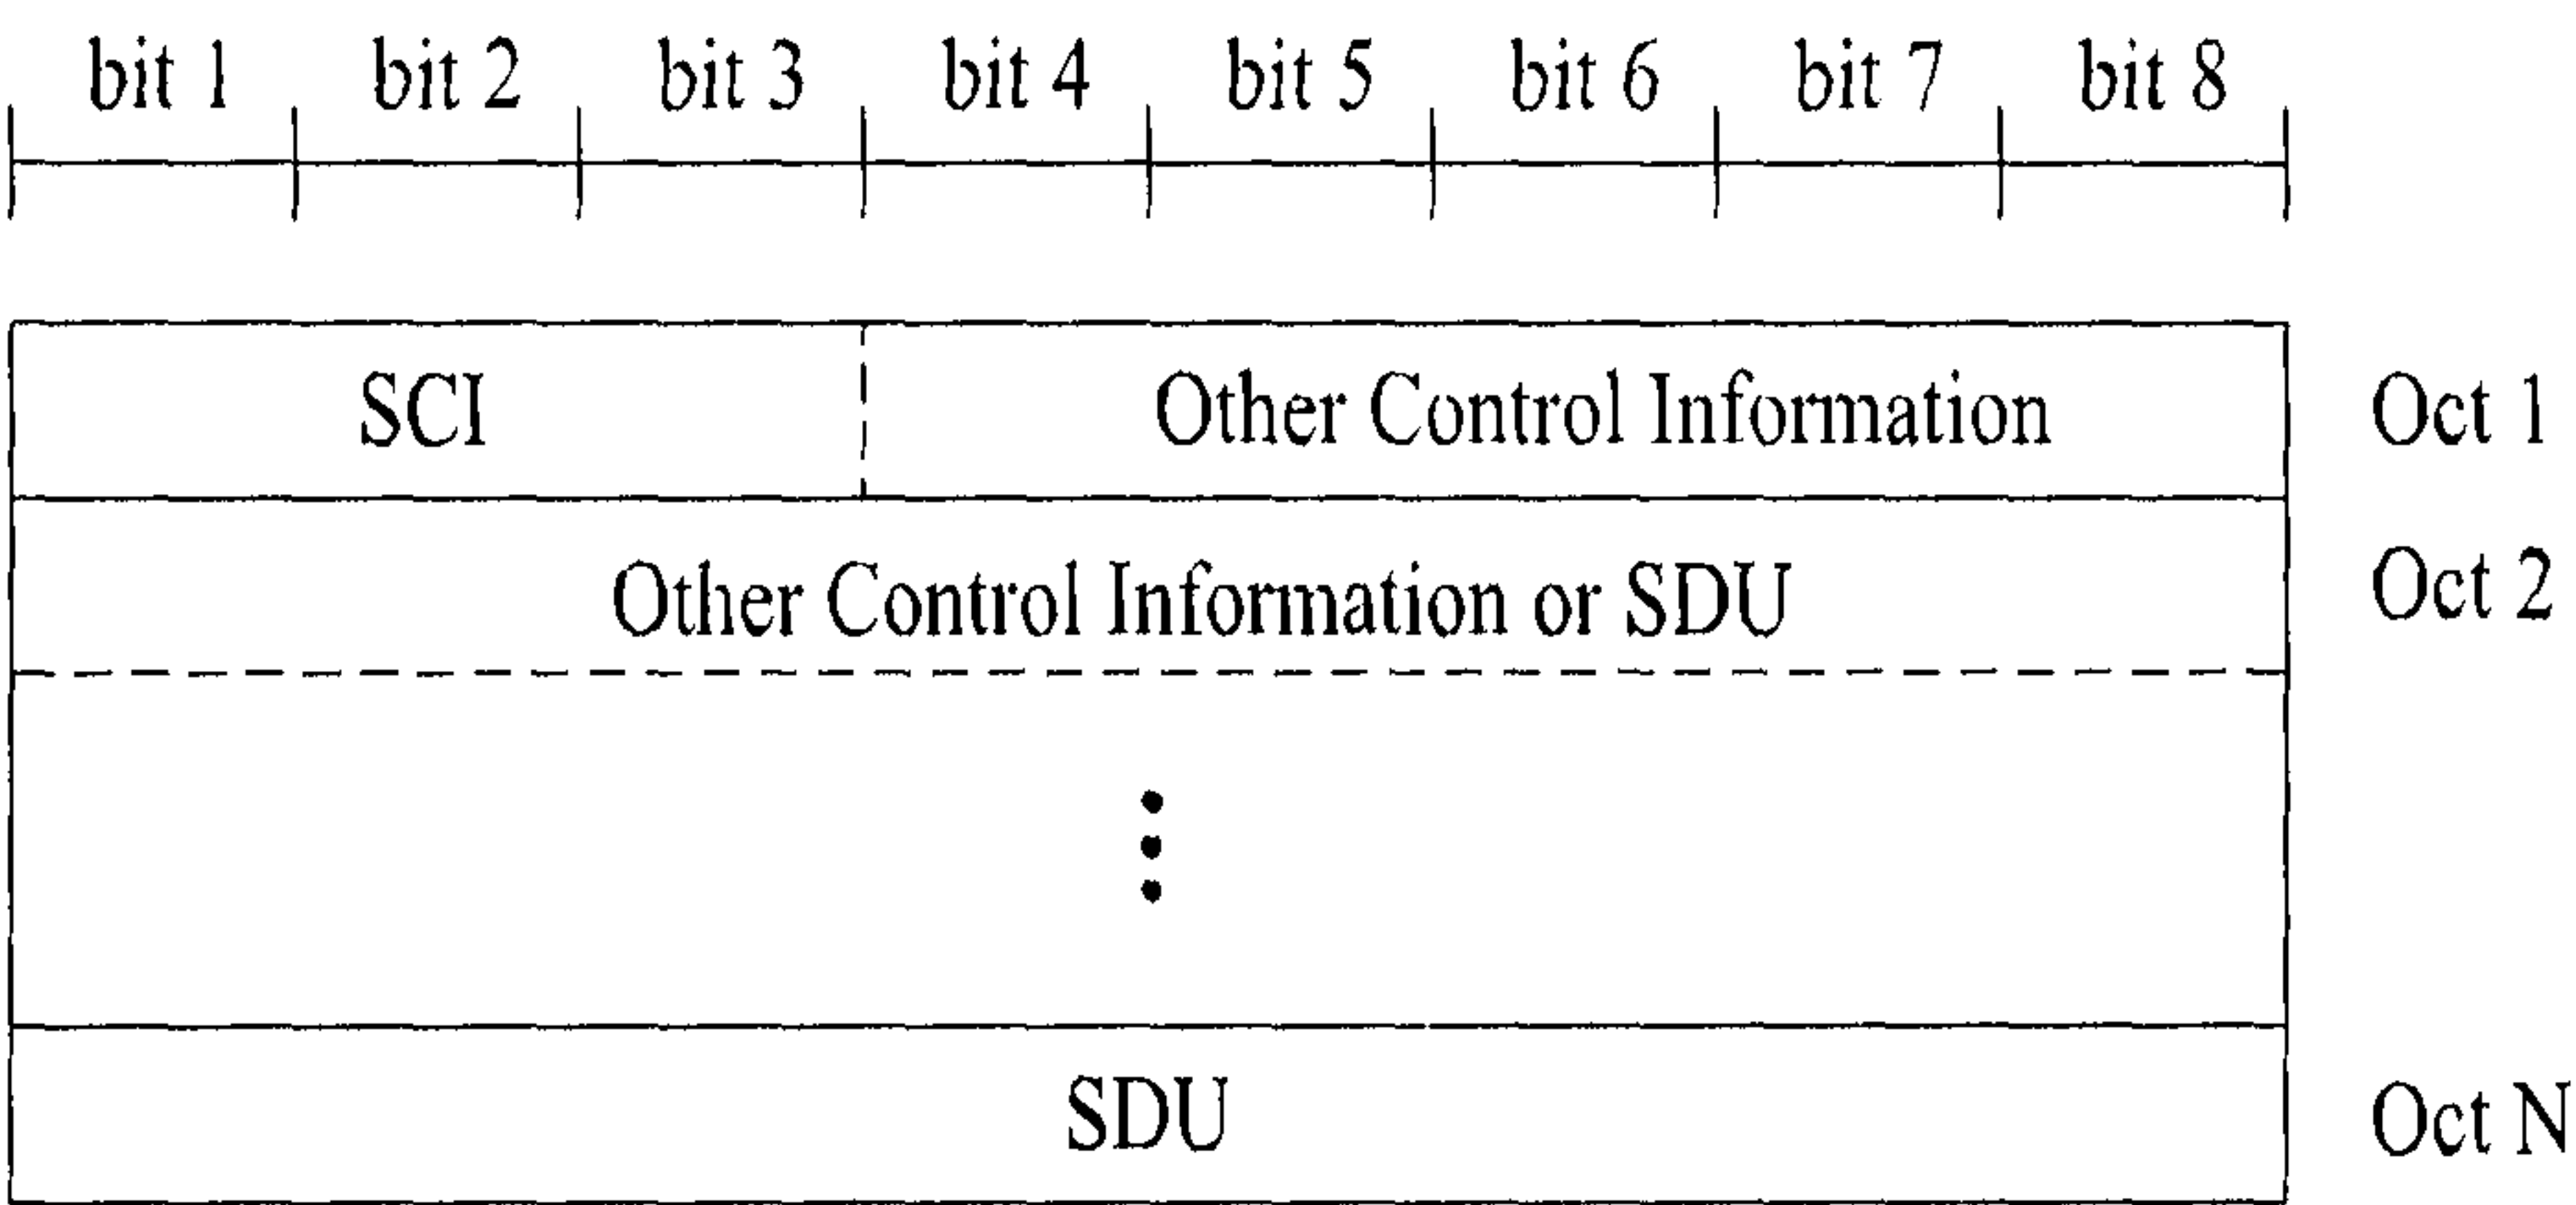 bit 1 bit 2 bit 3 bit 4 bit 5 bit 6 bit 7 bit 8
SCI Other Control Information Oct 1
Other Control Information or SDU Oct 2
SDU Oct N